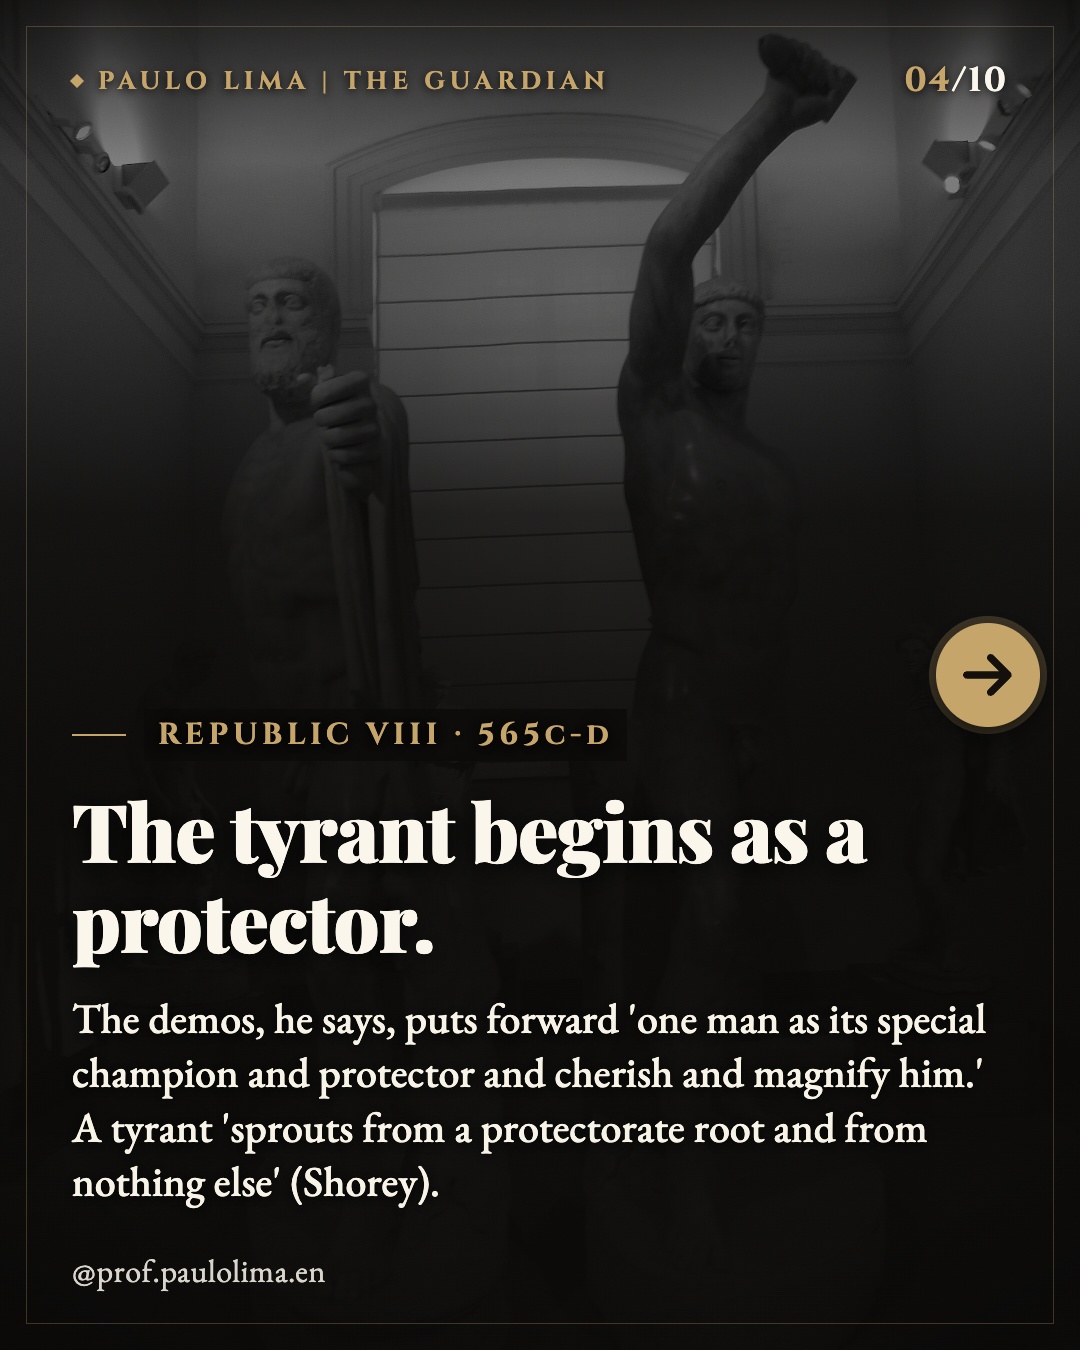 ◆ PAULO LIMA | THE GUARDIAN
04/10
REPUBLIC VIII · 565C-D
The tyrant begins as a
protector.
The demos, he says, puts forward 'one man as its special
champion and protector and cherish and magnify him.'
A tyrant 'sprouts from a protectorate root and from
nothing else' (Shorey).
@prof.paulolima.en